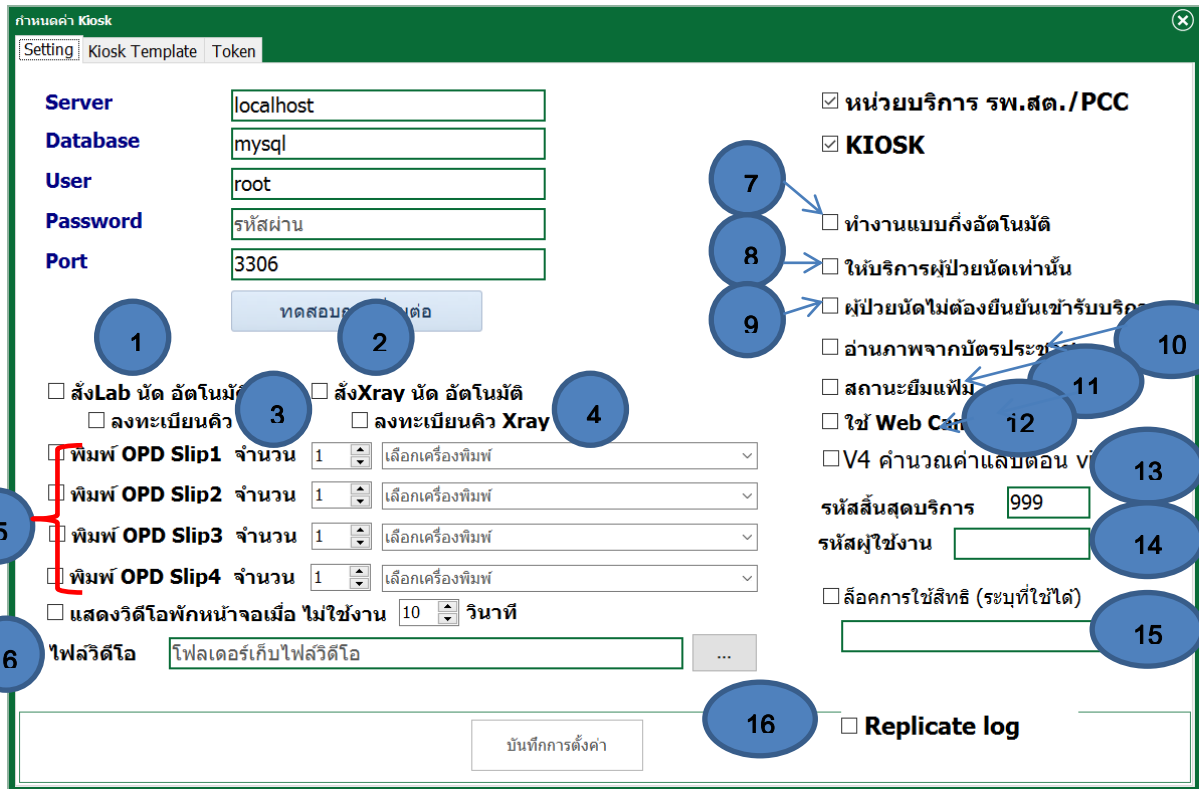 กำหนดค่า Kiosk
Setting Kiosk Template Token
Server localhost
Database mysql
User root
Password รหัสผ่าน
Port 3306
ทดสอบ
หน่วยบริการ รพ.สต./PCC
KIOSK
7 ทำงานแบบกึ่งอัตโนมัติ
8 ให้บริการผู้ป่วยนัดเท่านั้น
9 ผู้ป่วยนัดไม่ต้องยืนยันเข้ารับบริการ
อ่านภาพจากบัตรประชาชน 10
สถานะยืมแฟ้ม 11
ใช้ Web Cam 12
V4 คำนวณค่าแลปตอน vi 13
รหัสสิ้นสุดบริการ 999
รหัสผู้ใช้งาน 14
ล็อคการใช้สิทธิ (ระบุที่ใช้ได้)
15
1 2
สั่งLab นัด อัตโนมัติ สั่งXray นัด อัตโนมัติ
ลงทะเบียนคิว 3 ลงทะเบียนคิว Xray 4
พิมพ์ OPD Slip1 จำนวน 1 เลือกเครื่องพิมพ์
พิมพ์ OPD Slip2 จำนวน 1 เลือกเครื่องพิมพ์
5
พิมพ์ OPD Slip3 จำนวน 1 เลือกเครื่องพิมพ์
พิมพ์ OPD Slip4 จำนวน 1 เลือกเครื่องพิมพ์
แสดงวิดีโอพักหน้าจอเมื่อ ไม่ใช้งาน 10 วินาที
6 ไฟล์วิดีโอ โฟลเดอร์เก็บไฟล์วิดีโอ ...
16 Replicate log
บันทึกการตั้งค่า